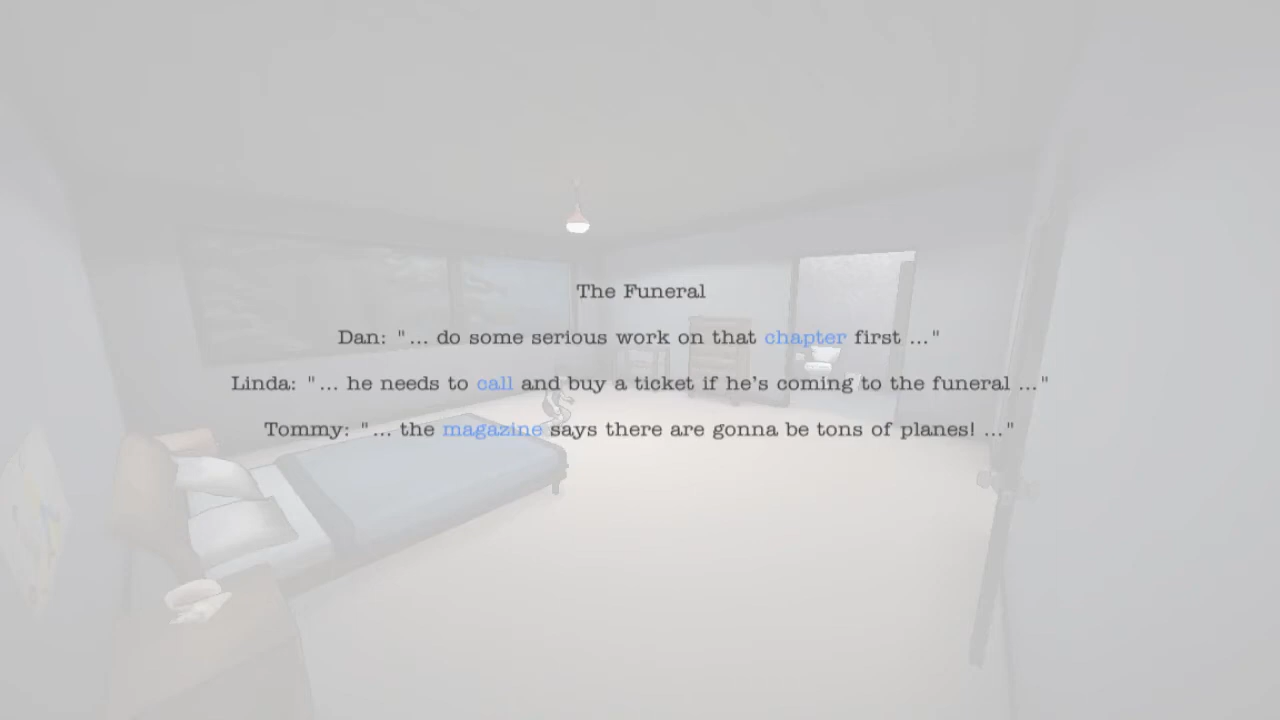 The Funeral
Dan: "... do some serious work on that chapter first ..."
Linda: "... he needs to call and buy a ticket if he's coming to the funeral ..."
Tommy: "... the magazine says there are gonna be tons of planes! ..."